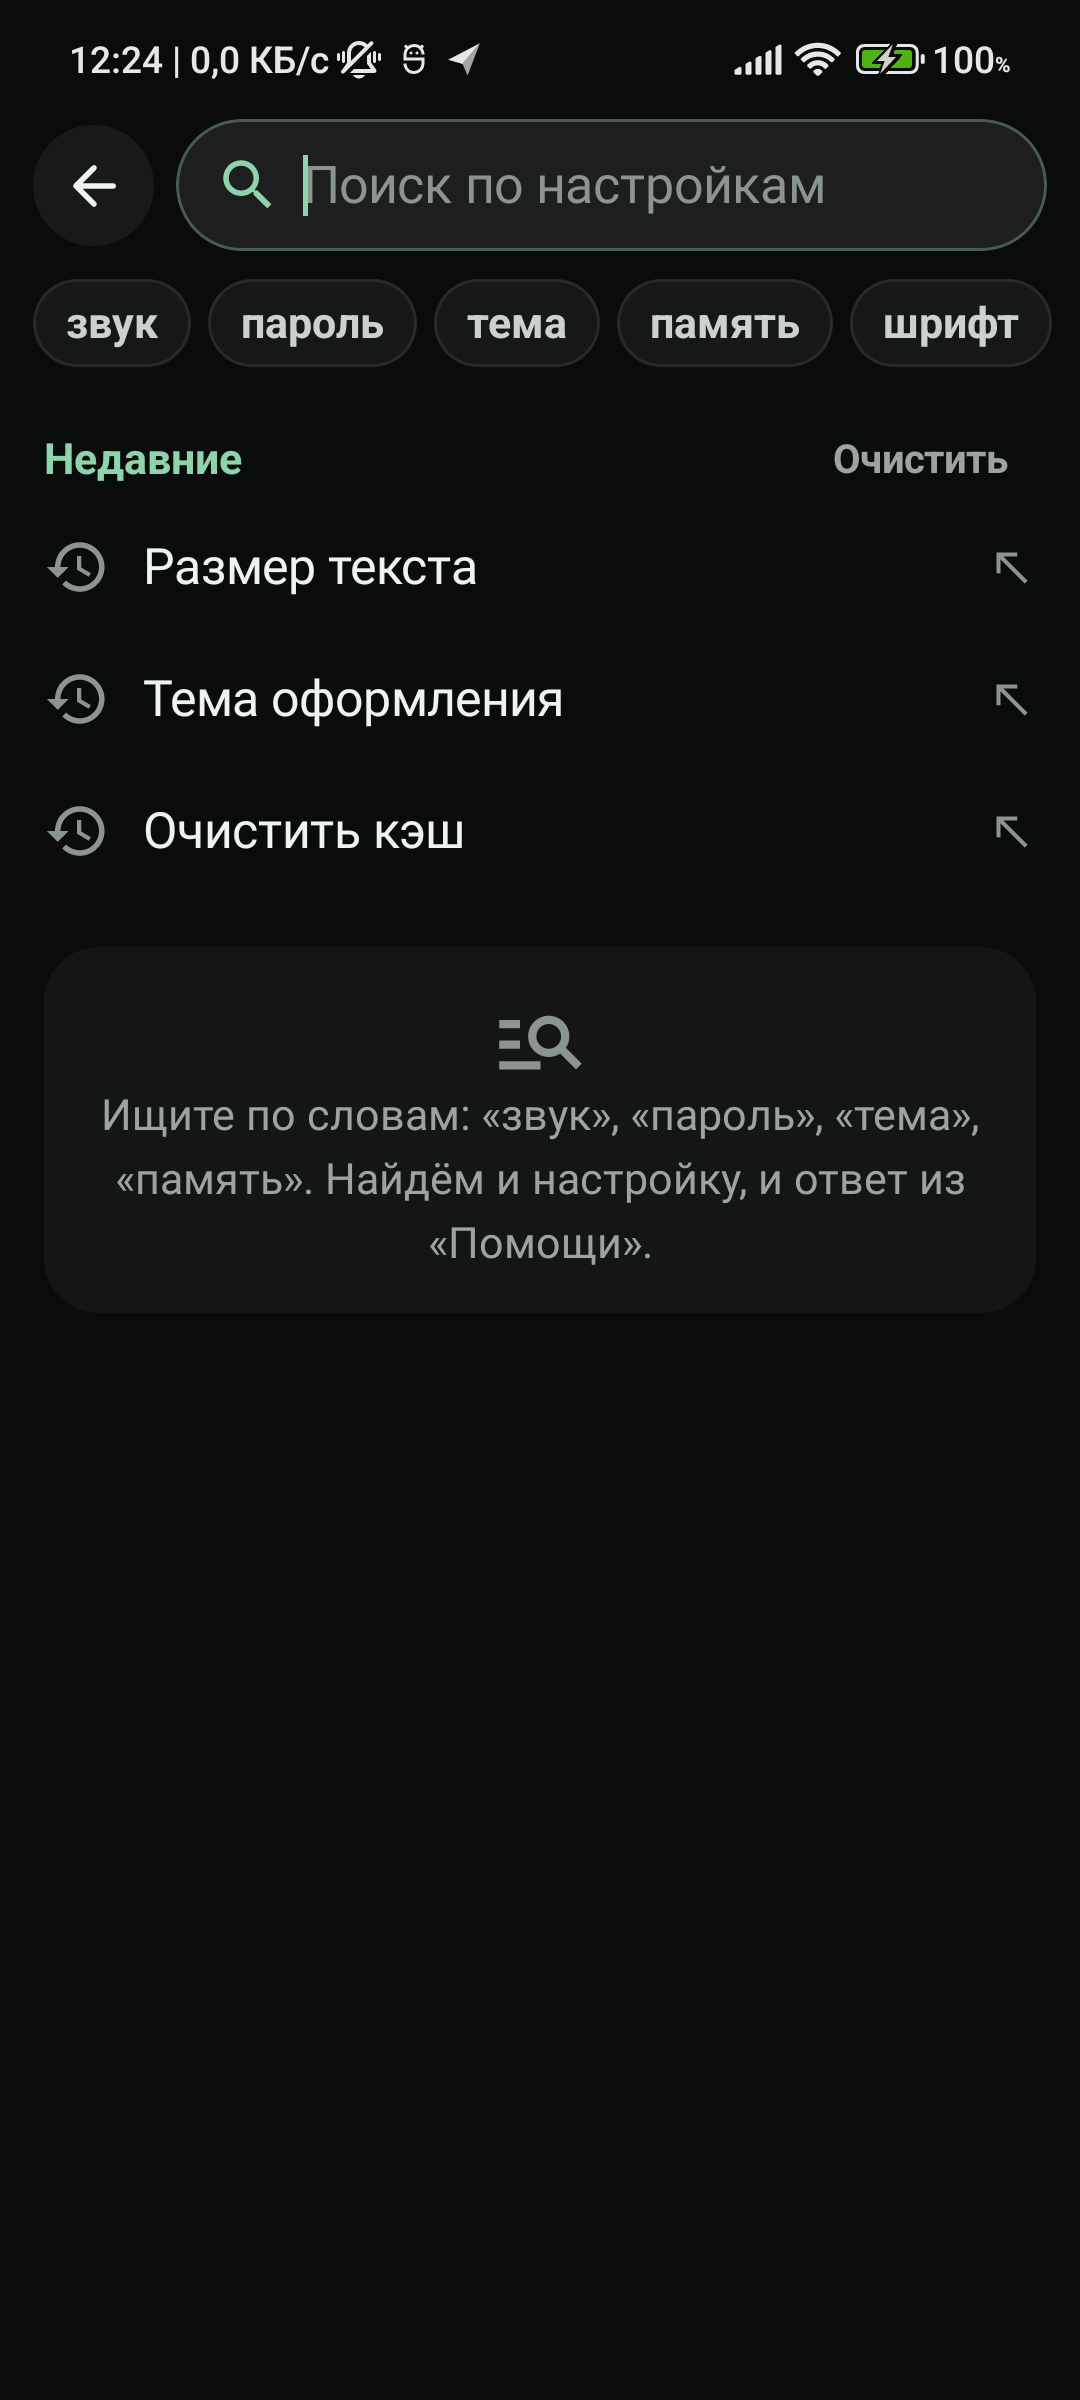 12:24 | 0,0 КБ/с 100%
Поиск по настройкам
звук пароль тема память шрифт
Недавние Очистить
Размер текста
Тема оформления
Очистить кэш
Ищите по словам: «звук», «пароль», «тема»,
«память». Найдём и настройку, и ответ из
«Помощи».